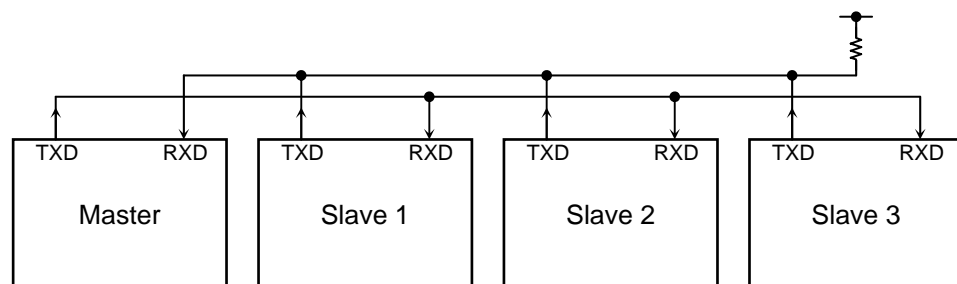 TXD RXD TXD RXD TXD RXD TXD RXD
Master Slave 1 Slave 2 Slave 3